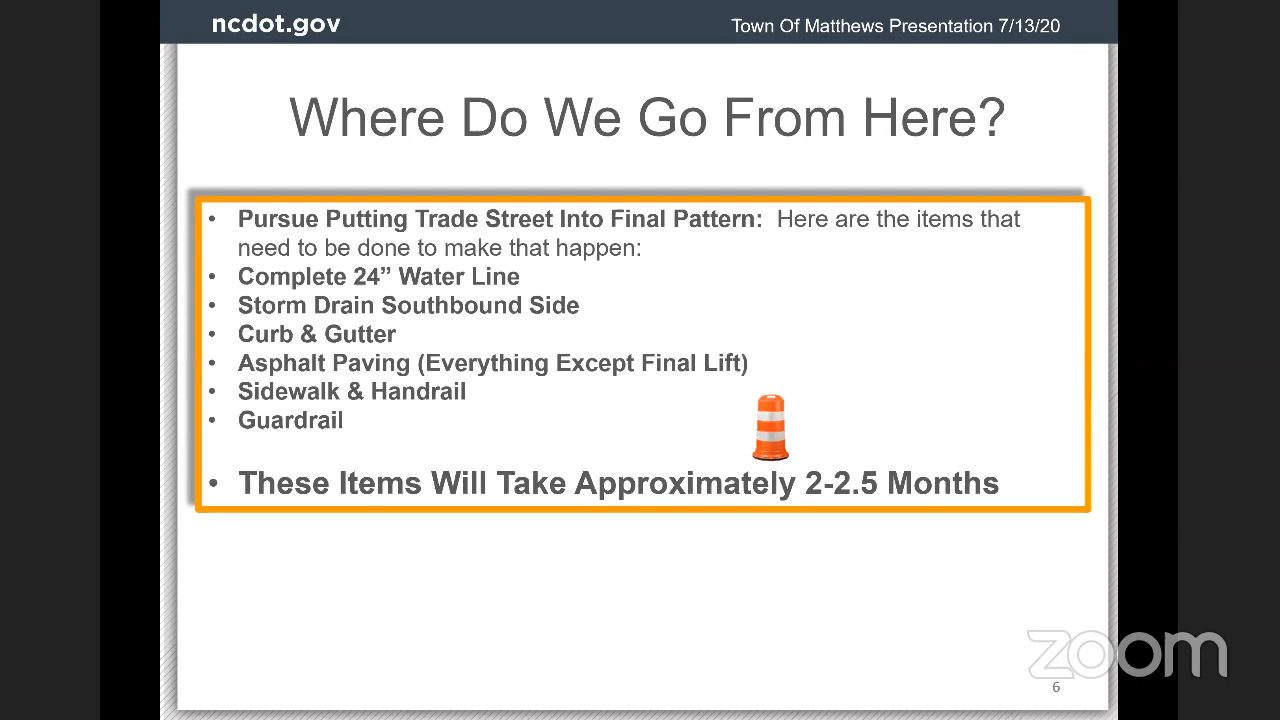 ncdot.gov
Town Of Matthews Presentation 7/13/20
Where Do We Go From Here?
• Pursue Putting Trade Street Into Final Pattern:  Here are the items that
need to be done to make that happen:
• Complete 24” Water Line
• Storm Drain Southbound Side
• Curb & Gutter
• Asphalt Paving (Everything Except Final Lift)
• Sidewalk & Handrail
• Guardrail
• These Items Will Take Approximately 2-2.5 Months
zoom
6